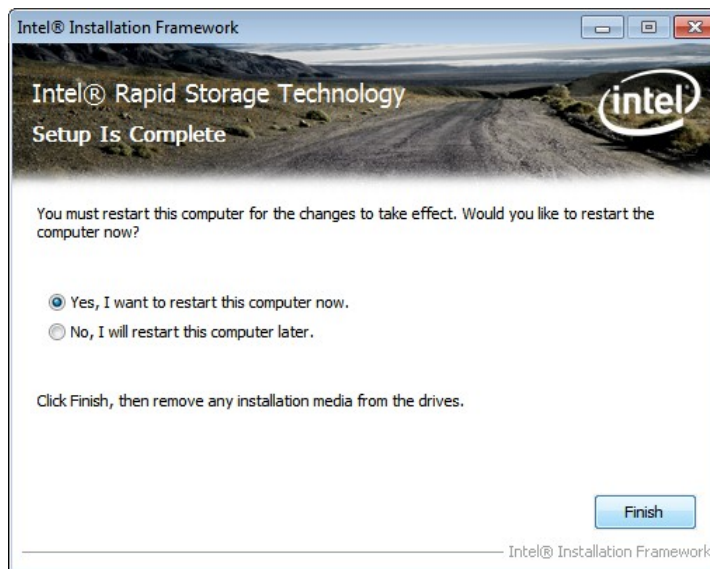 Intel® Installation Framework
Intel® Rapid Storage Technology
(intel)
Setup Is Complete
You must restart this computer for the changes to take effect. Would you like to restart the
computer now?
Yes, I want to restart this computer now.
No, I will restart this computer later.
Click Finish, then remove any installation media from the drives.
Finish
Intel® Installation Framework